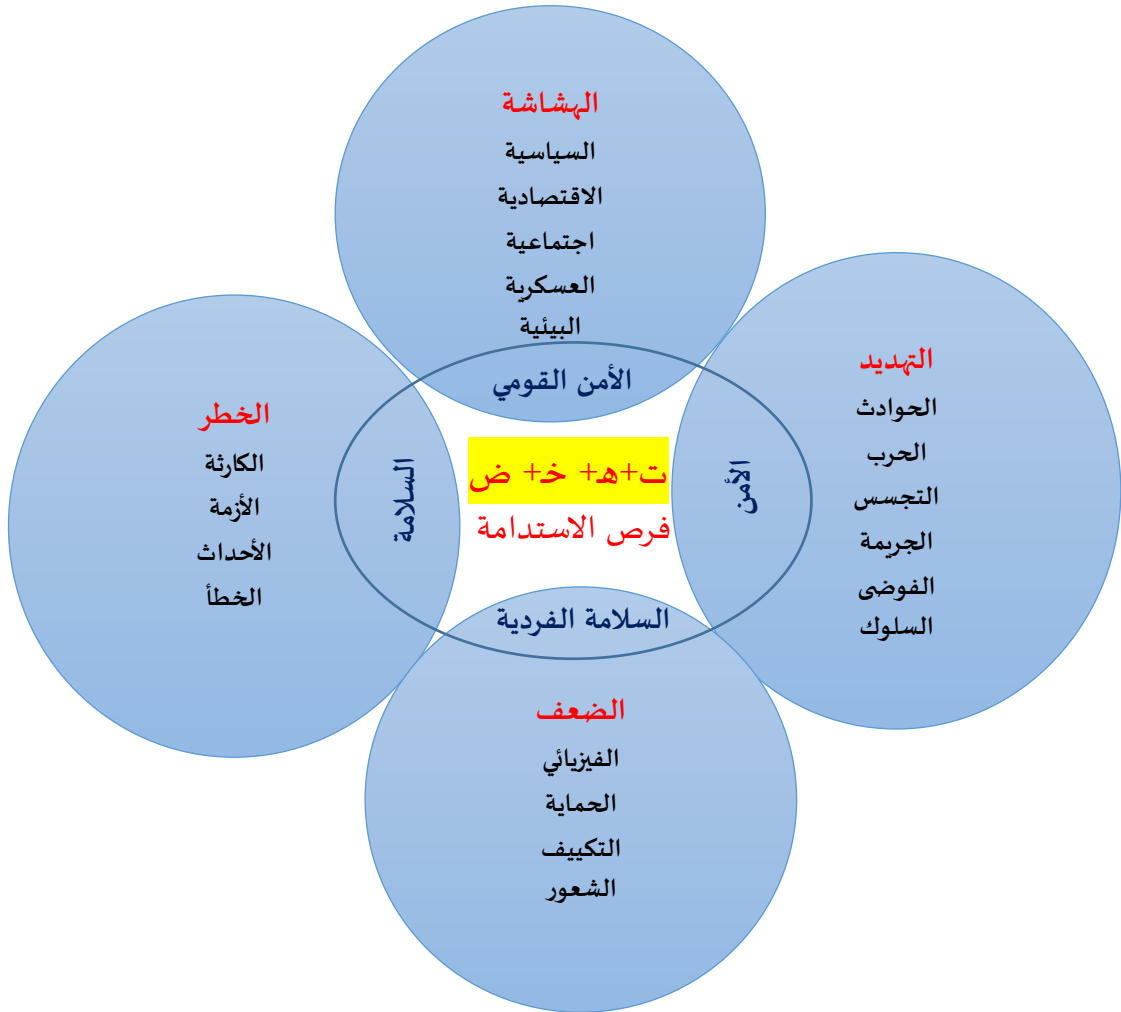 الهشاشة
السياسية
الاقتصادية
اجتماعية
العسكرية
البيئية
الأمن القومي
التهديد
الحوادث
الحرب
التجسس
الجريمة
الفوضى
السلوك
الأمن
ت+هـ+ خـ+ ض
فرص الاستدامة
الخطر
الكارثة
الأزمة
الأحداث
الخطأ
السلامة
السلامة الفردية
الضعف
الفيزيائي
الحماية
التكييف
الشعور